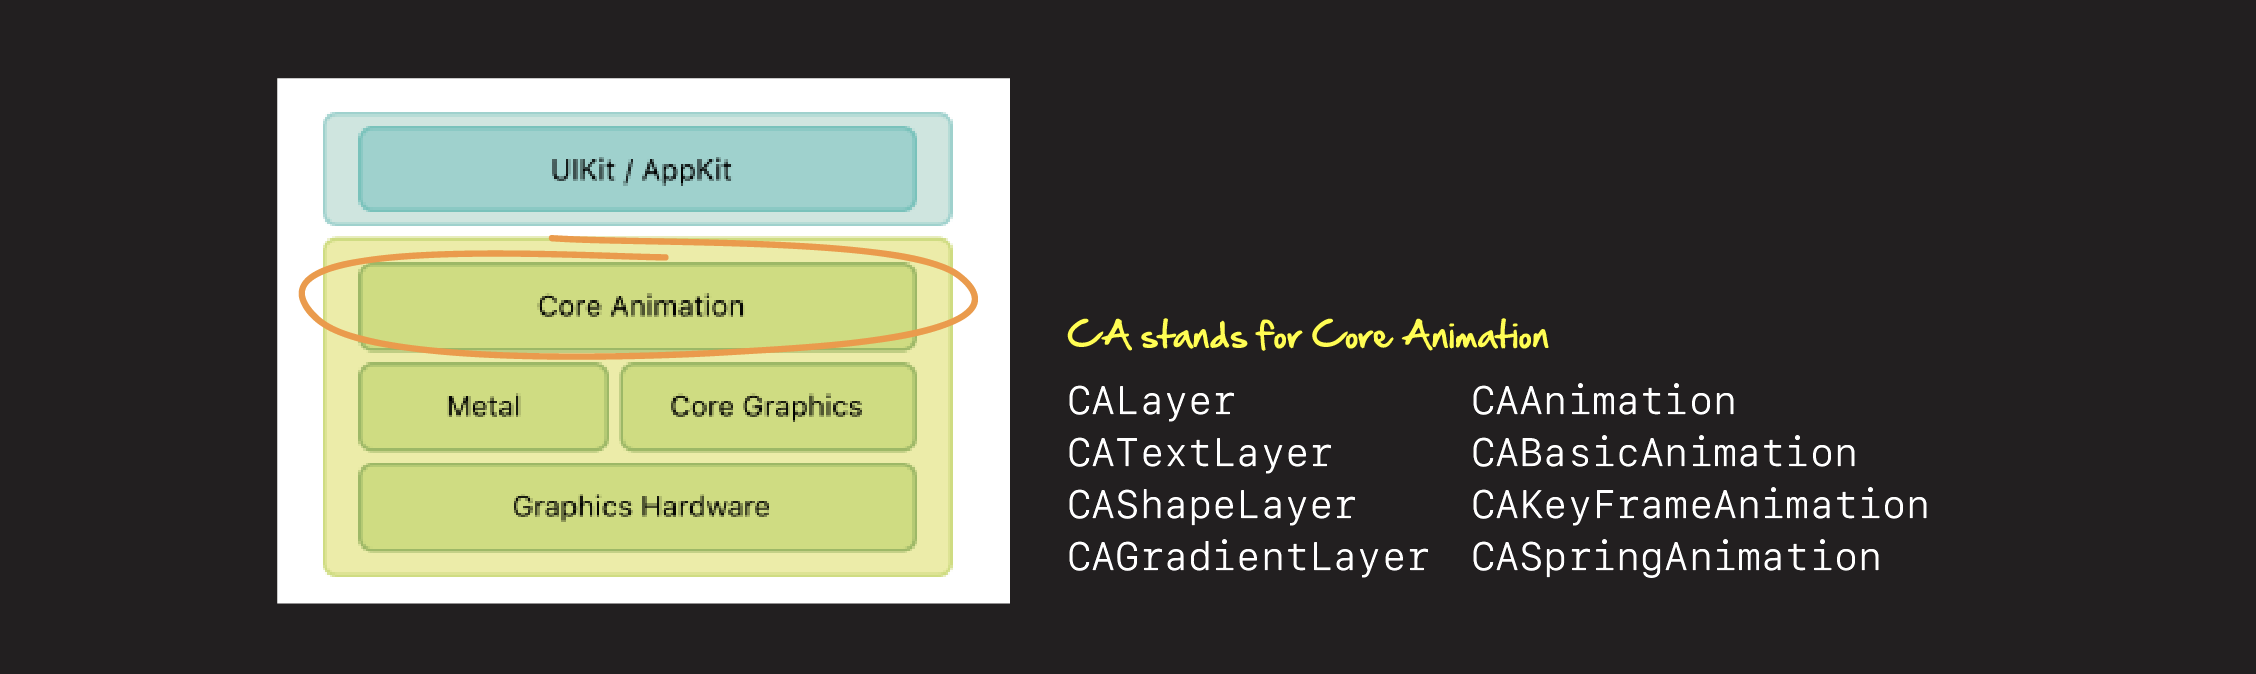 UIKit / AppKit
Core Animation
Metal
Core Graphics
Graphics Hardware
CA stands for Core Animation
CALayer
CATextLayer
CAShapeLayer
CAGradientLayer
CAAnimation
CABasicAnimation
CAKeyFrameAnimation
CASpringAnimation